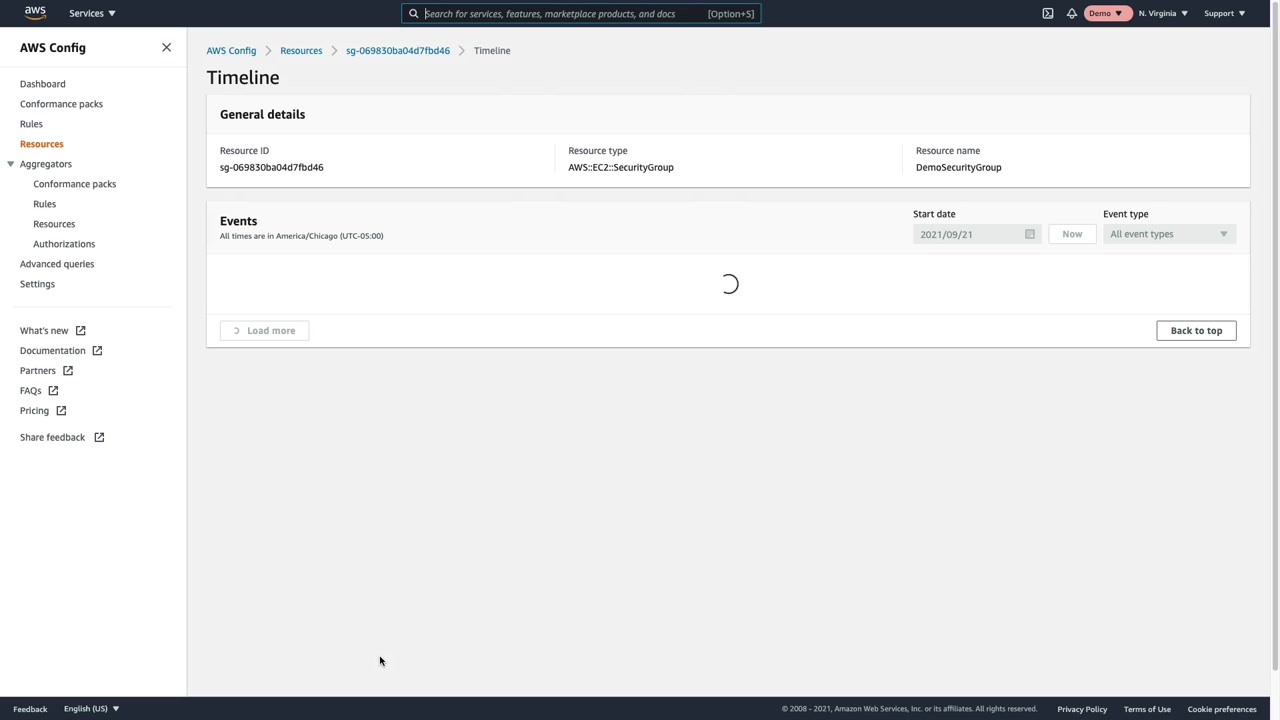 aws
Services
Search for services, features, marketplace products, and docs
[Option+S]
Demo
N. Virginia
Support
AWS Config
Dashboard
Conformance packs
Rules
Resources
Aggregators
Conformance packs
Rules
Resources
Authorizations
Advanced queries
Settings
What's new
Documentation
Partners
FAQs
Pricing
Share feedback
AWS Config
Resources
sg-069830ba04d7fbd46
Timeline
Timeline
General details
Resource ID
sg-069830ba04d7fbd46
Resource type
AWS::EC2::SecurityGroup
Resource name
DemoSecurityGroup
Events
All times are in America/Chicago (UTC-05:00)
Start date
2021/09/21
Now
Event type
All event types
Load more
Back to top
Feedback
English (US)
© 2008 - 2021, Amazon Web Services, Inc. or its affiliates. All rights reserved.
Privacy Policy
Terms of Use
Cookie preferences